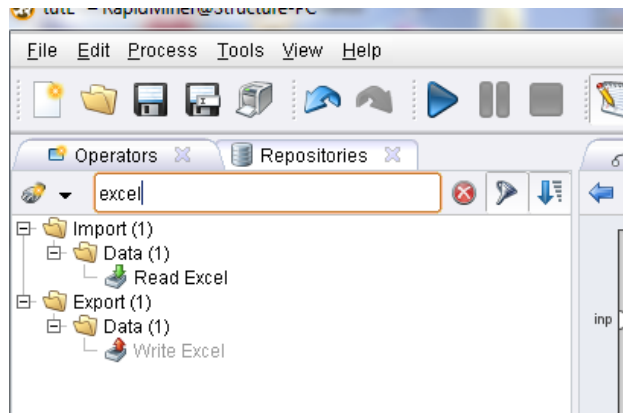 RapidMiner@Structure-PC
File Edit Process Tools View Help
Operators Repositories
excel
Import (1)
Data (1)
Read Excel
Export (1)
Data (1)
Write Excel
inp